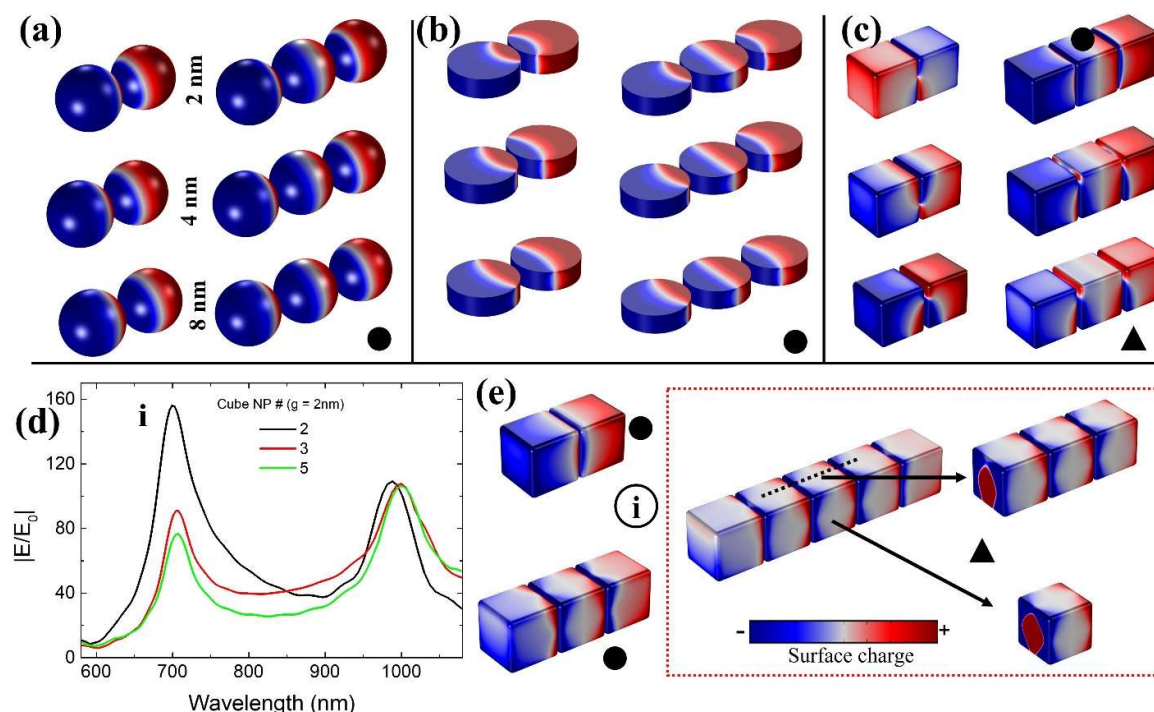 (a)
(b)
(c)
2 nm
4 nm
8 nm
(d)
160
120
80
40
0
600
700
800
900
1000
|E/E0|
Wavelength (nm)
i
Cube NP # (g = 2nm)
2
3
5
(e)
i
- +
Surface charge